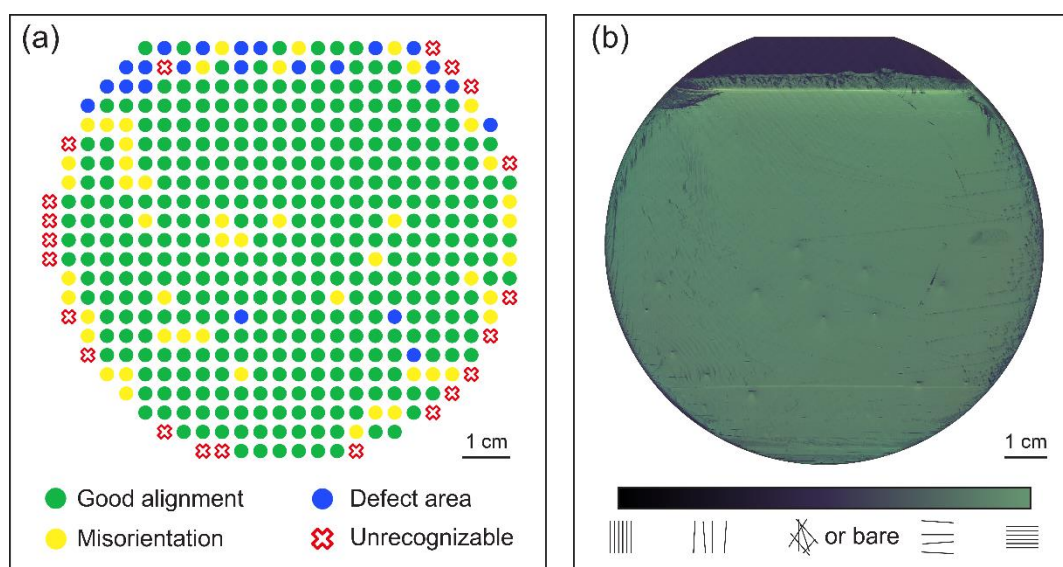 (a)
1 cm
Good alignment
Defect area
Misorientation
Unrecognizable
(b)
1 cm
or bare